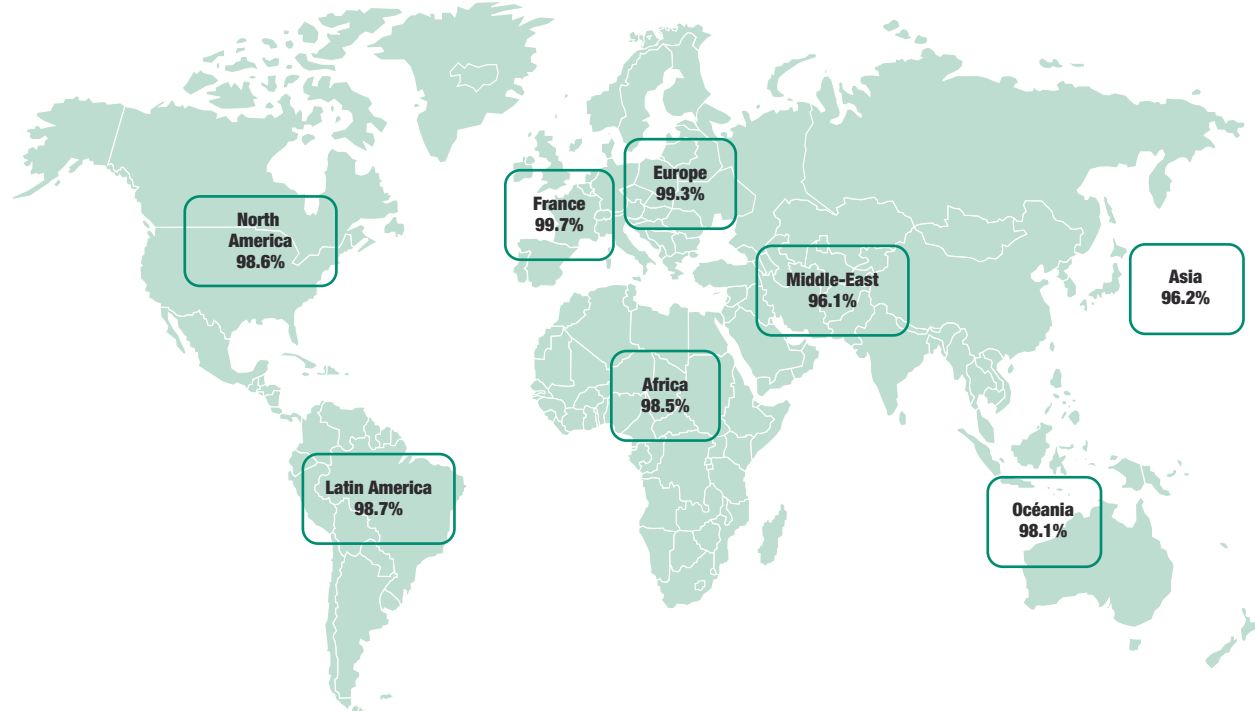 Europe
99.3%
France
99.7%
North
America
98.6%
Middle-East
96.1%
Asia
96.2%
Africa
98.5%
Latin America
98.7%
Océania
98.1%